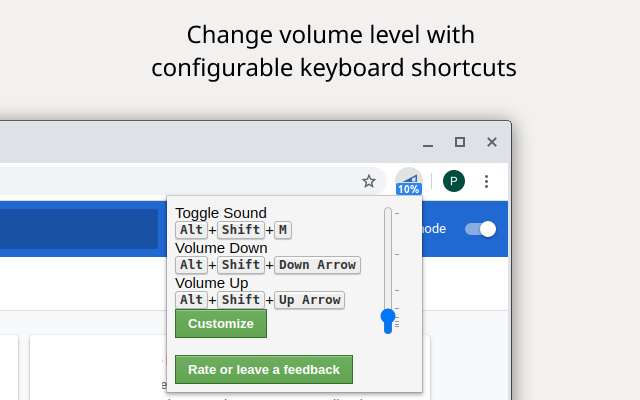 Change volume level with
configurable keyboard shortcuts
P
10%
Toggle Sound
Alt+Shift+M
Volume Down
Alt+Shift+Down Arrow
Volume Up
Alt+Shift+Up Arrow
Customize
Rate or leave a feedback